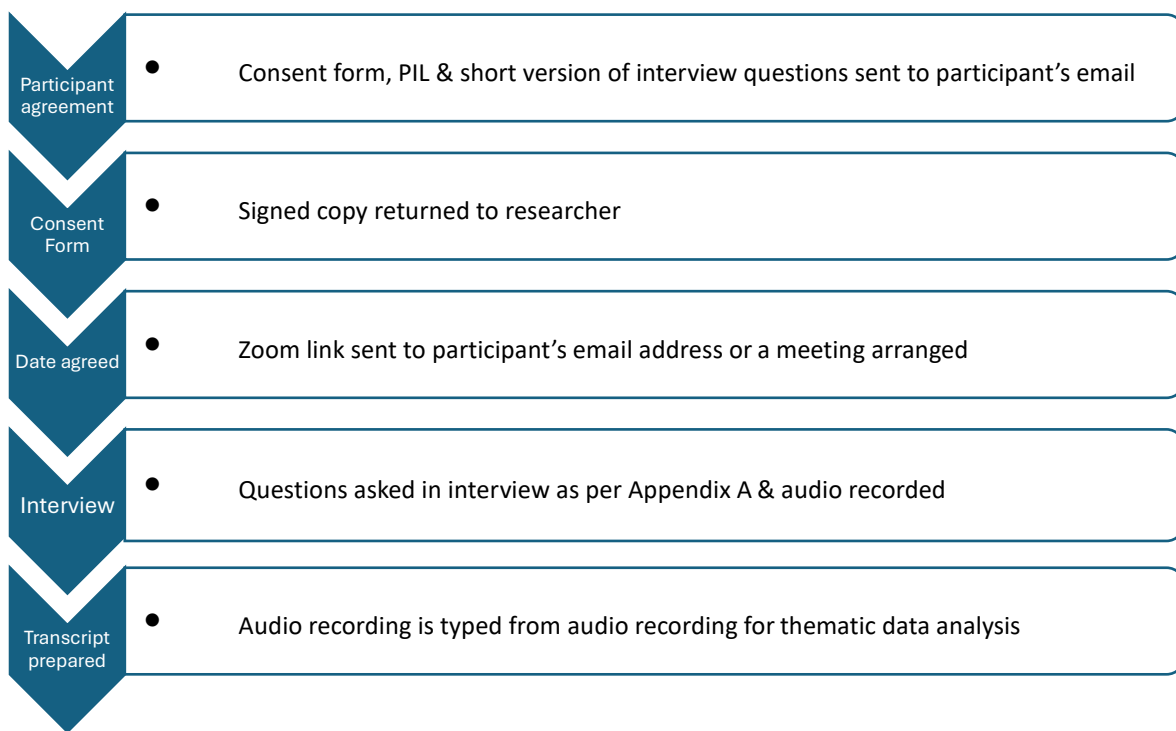 Participant
agreement
• Consent form, PIL & short version of interview questions sent to participant’s email
Consent
Form
• Signed copy returned to researcher
Date agreed
• Zoom link sent to participant’s email address or a meeting arranged
Interview
• Questions asked in interview as per Appendix A & audio recorded
Transcript
prepared
• Audio recording is typed from audio recording for thematic data analysis